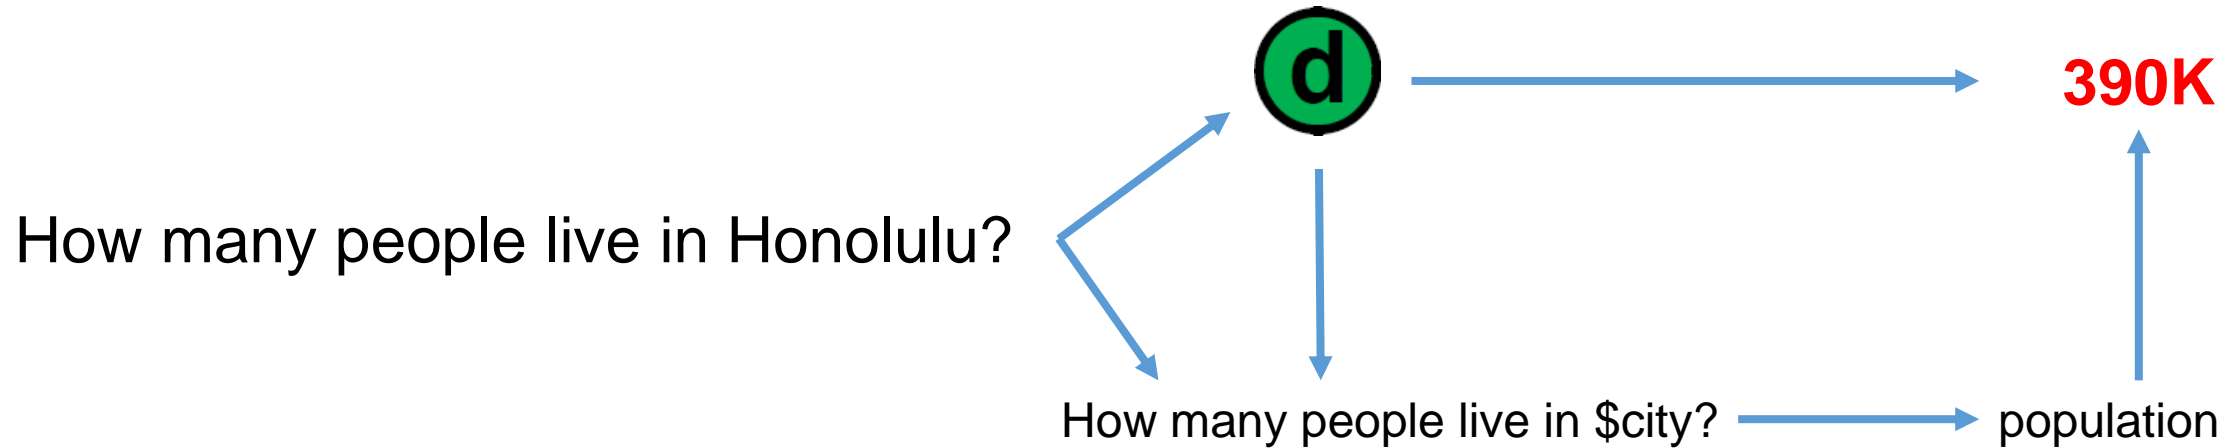 d
390K
How many people live in Honolulu?
How many people live in $city?
population